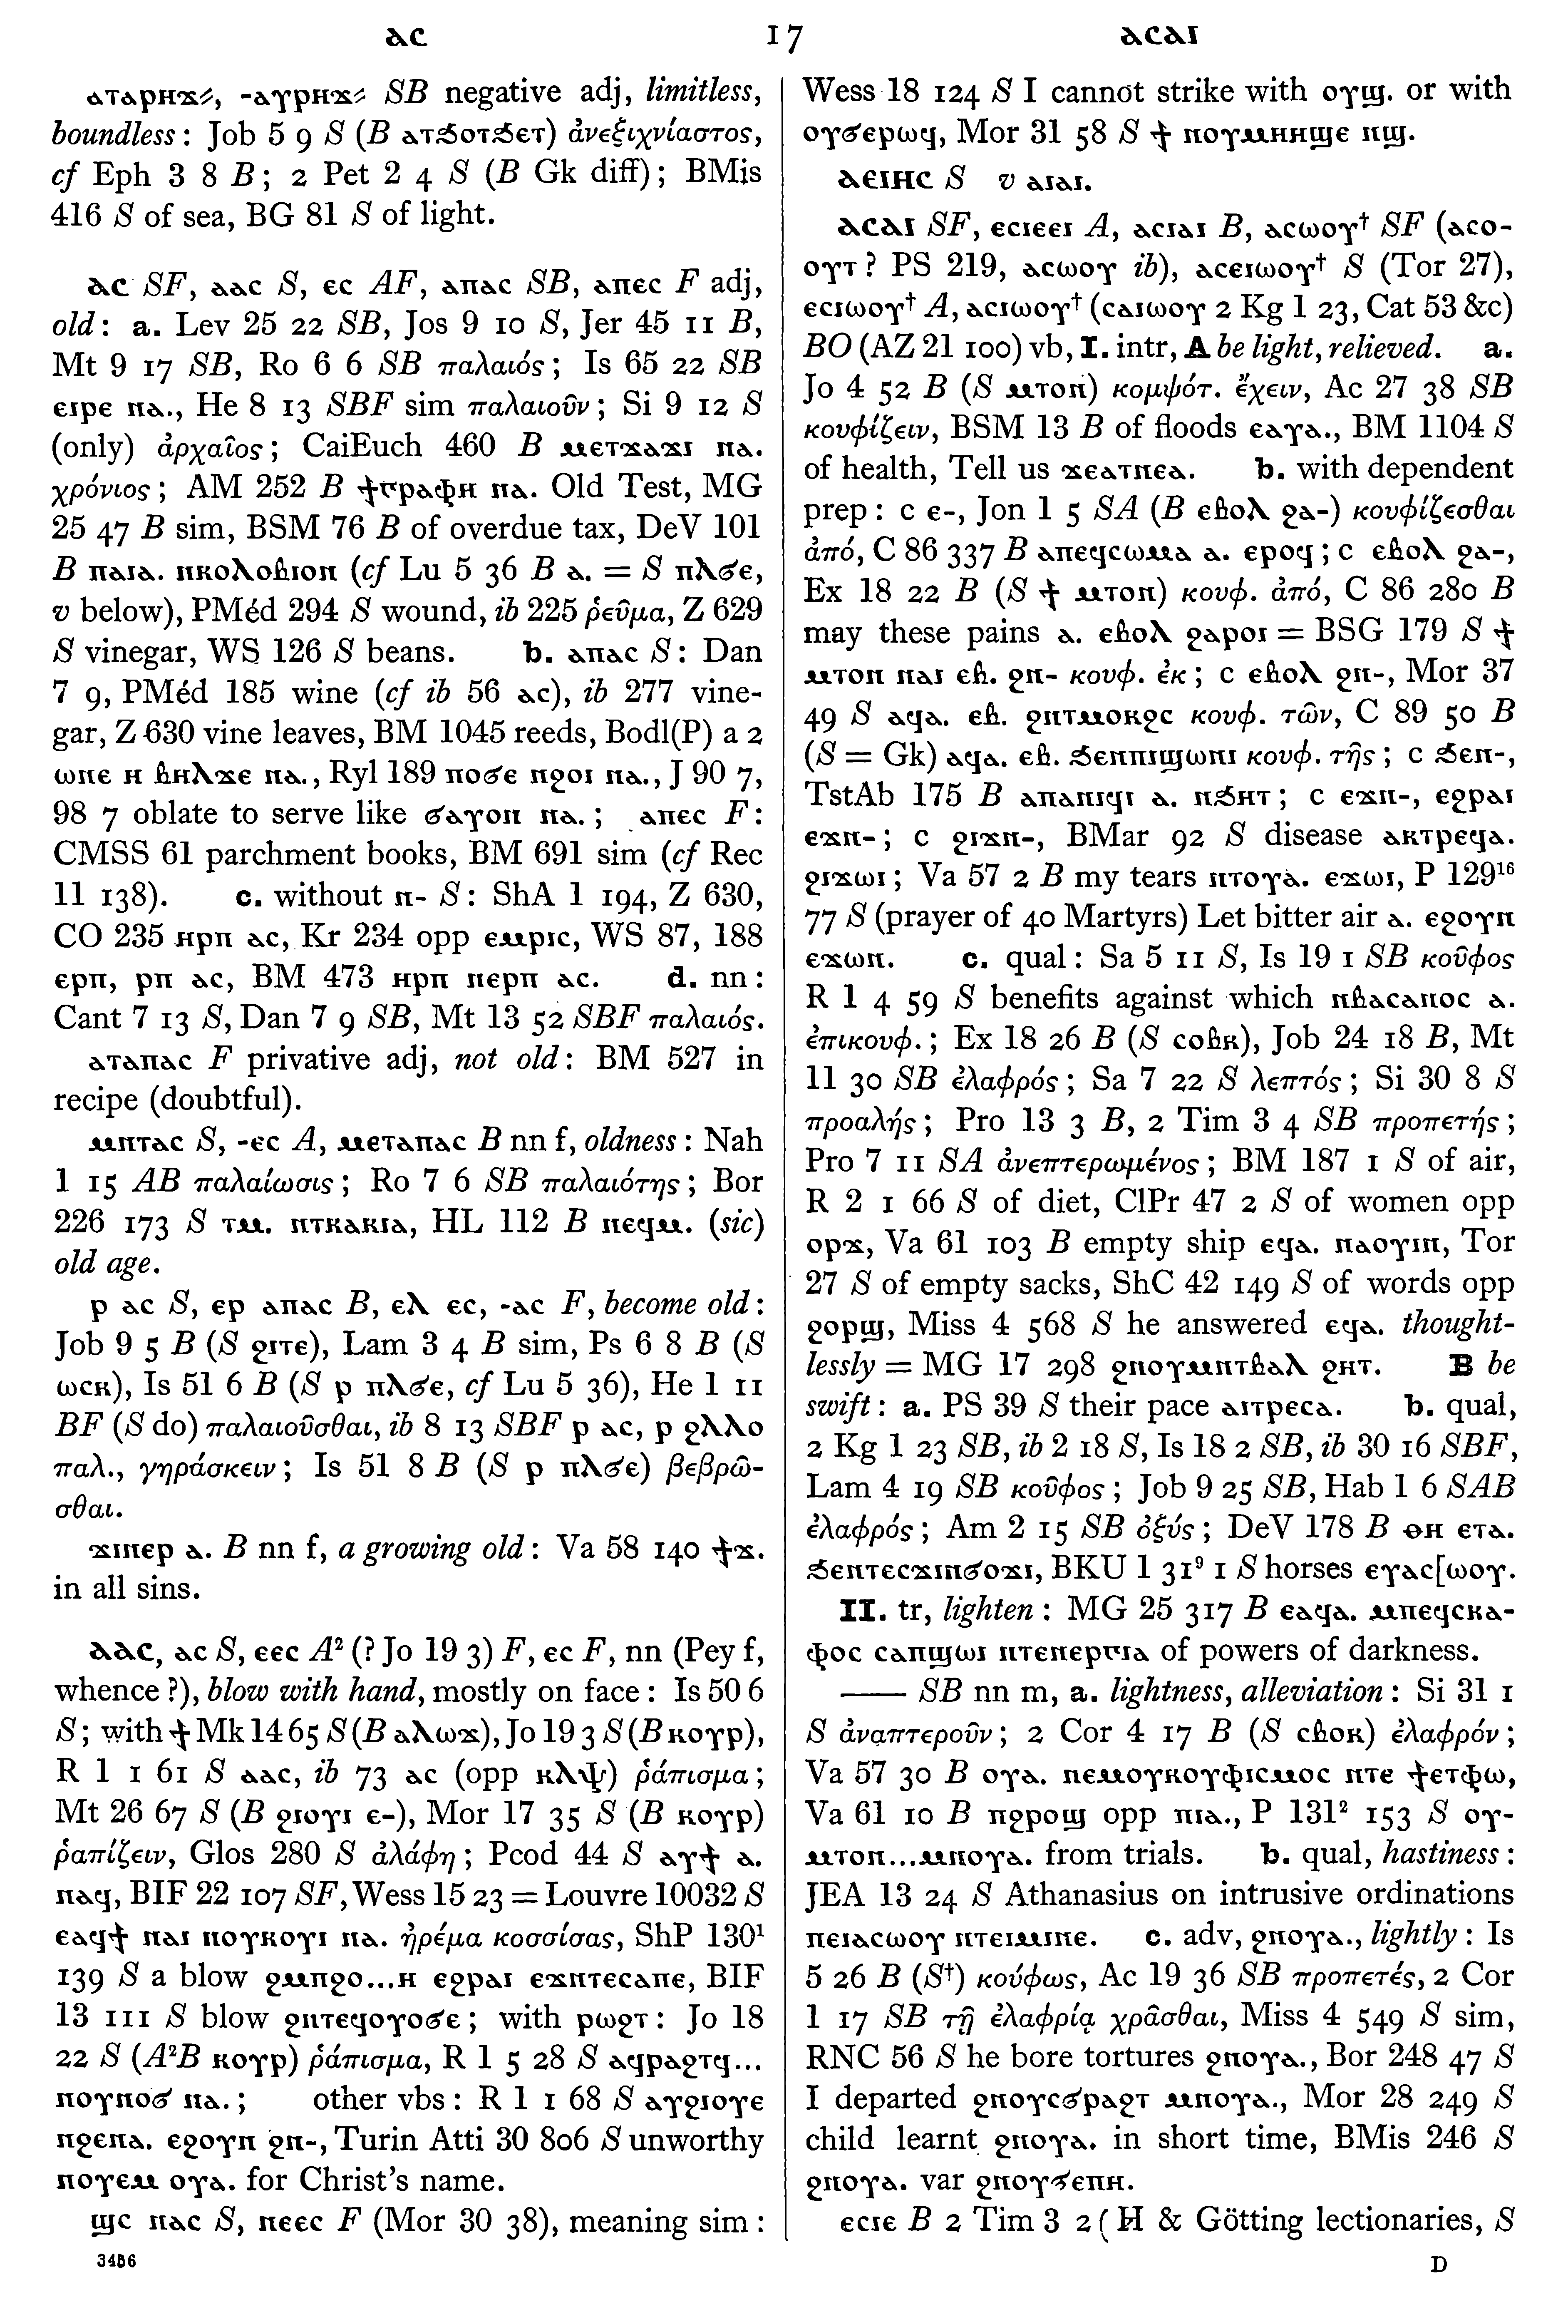 ⲁⲥ 17 ⲁⲥⲁⲓ
ⲁⲧⲁⲣⲏϫ⸗, -ⲁⲩⲣⲏϫ⸗ SB negative adj, limitless,
boundless: Job 5 9 S (B ⲁⲧϧⲟⲧϧⲉⲧ) ἀνεξιχνίαστος,
cf Eph 3 8 B; 2 Pet 2 4 S (B Gk diff); BMis
416 S of sea, BG 81 S of light.
ⲁⲥ SF, ⲁⲁⲥ S, ⲉⲥ AF, ⲁⲡⲁⲥ SB, ⲁⲡⲉⲥ F adj,
old: a. Lev 25 22 SB, Jos 9 10 S, Jer 45 11 B,
Mt 9 17 SB, Ro 6 6 SB παλαιός; Is 65 22 SB
ⲉⲓⲣⲉ ⲛⲁ., He 8 13 SBF sim παλαιοῦν; Si 9 12 S
(only) ἀρχαῖος; CaiEuch 460 B ⲙⲉⲧϫⲁϫⲓ ⲛⲁ.
χρόνιος; AM 252 B ϯⲅⲣⲁⲫⲏ ⲛⲁ. Old Test, MG
25 47 B sim, BSM 76 B of overdue tax, DeV 101
B ⲡⲁⲓⲁ. ⲛⲕⲟⲗⲟⲃⲓⲟⲛ (cf Lu 5 36 B ⲁ. = S ⲡⲗϭⲉ,
v below), PMéd 294 S wound, ib 225 ῥεῦμα, Z 629
S vinegar, WS 126 S beans. b. ⲁⲡⲁⲥ S: Dan
7 9, PMéd 185 wine (cf ib 56 ⲁⲥ), ib 277 vine-
gar, Z 630 vine leaves, BM 1045 reeds, Bodl(P) a 2
ⲱⲛⲉ ⲏ ⲃⲏⲗϫⲉ ⲛⲁ., Ryl 189 ⲡⲟϭⲉ ⲛϩⲟⲓ ⲛⲁ., J 90 7,
98 7 oblate to serve like ϭⲁⲩⲟⲛ ⲛⲁ.; ⲁⲡⲉⲥ F:
CMSS 61 parchment books, BM 691 sim (cf Rec
11 138). c. without ⲛ- S: ShA 1 194, Z 630,
CO 235 ⲏⲣⲡ ⲁⲥ, Kr 234 opp ⲉⲙⲣⲓⲥ, WS 87, 188
ⲉⲣⲡ, ⲣⲡ ⲁⲥ, BM 473 ⲏⲣⲡ ⲛⲉⲣⲡ ⲁⲥ. d. nn:
Cant 7 13 S, Dan 7 9 SB, Mt 13 52 SBF παλαιός.
ⲁⲧⲁⲡⲁⲥ F privative adj, not old: BM 527 in
recipe (doubtful).
ⲙⲛⲧⲁⲥ S, -ⲉⲥ A, ⲙⲉⲧⲁⲡⲁⲥ B nn f, oldness: Nah
1 15 AB παλαίωσις; Ro 7 6 SB παλαιότης; Bor
226 173 S ⲧⲙ. ⲛⲧⲕⲁⲕⲓⲁ, HL 112 B ⲡⲉϥⲙ. (sic)
old age.
ⲣ ⲁⲥ S, ⲉⲣ ⲁⲡⲁⲥ B, ⲉⲗ ⲉⲥ, -ⲁⲥ F, become old:
Job 9 5 B (S ϩⲓⲧⲉ), Lam 3 4 B sim, Ps 6 8 B (S
ⲱⲥⲕ), Is 51 6 B (S ⲣ ⲡⲗϭⲉ, cf Lu 5 36), He 1 11
BF (S do) παλαιοῦσθαι, ib 8 13 SBF ⲣ ⲁⲥ, ⲣ ϩⲗⲗⲟ
παλ., γηράσκειν; Is 51 8 B (S ⲣ ⲡⲗϭⲉ) βεβρῶ-
σθαι.
ϫⲓⲛⲉⲣ ⲁ. B nn f, a growing old: Va 58 140 ϯϫ.
in all sins.
ⲁⲁⲥ, ⲁⲥ S, ⲉⲉⲥ A² (? Jo 19 3) F, ⲉⲥ F, nn (Pey f,
whence ?), blow with hand, mostly on face: Is 50 6
S; with ϯ Mk 14 65 S (B ⲁⲗⲱϫ), Jo 19 3 S (B ⲕⲟⲩⲣ),
R 1 1 61 S ⲁⲁⲥ, ib 73 ⲁⲥ (opp ⲕⲗⲯ) ῥάπισμα;
Mt 26 67 S (B ϩⲓⲟⲩⲓ ⲉ-), Mor 17 35 S (B ⲕⲟⲩⲣ)
ῥαπίζειν, Glos 280 S ἀλάφη; Pcod 44 S ⲁⲩϯ ⲁ.
ⲛⲁϥ, BIF 22 107 SF, Wess 15 23 = Louvre 10032 S
ⲉⲁϥϯ ⲛⲁⲓ ⲛⲟⲩⲕⲟⲩⲓ ⲛⲁ. ἠρέμα κοσσίσας, ShP 130¹
139 S a blow ϩⲙⲡϩⲟ...ⲏ ⲉϩⲣⲁⲓ ⲉϫⲛⲧⲉⲥⲁⲡⲉ, BIF
13 111 S blow ϩⲛⲧⲉϥⲟⲩⲟϭⲉ; with ⲣⲱϩⲧ: Jo 18
22 S (A²B ⲕⲟⲩⲣ) ῥάπισμα, R 1 5 28 S ⲁϥⲣⲁϩⲧϥ...
ⲛⲟⲩⲛⲟϭ ⲛⲁ.; other vbs: R 1 1 68 S ⲁⲩϩⲓⲟⲩⲉ
ⲛϩⲉⲛⲁ. ⲉϩⲟⲩⲛ ϩⲛ-, Turin Atti 30 806 S unworthy
ⲛⲟⲩⲉⲙ ⲟⲩⲁ. for Christ's name.
ϣⲥ ⲛⲁⲥ S, ⲛⲉⲉⲥ F (Mor 30 38), meaning sim:
3486
Wess 18 124 S I cannot strike with ⲟⲩϣ. or with
ⲟⲩϭⲉⲣⲱϥ, Mor 31 58 S ϯ ⲛⲟⲩⲙⲏⲏϣⲉ ⲛϣ.
ⲁⲉⲓⲏⲥ S v ⲁⲓⲁⲓ.
ⲁⲥⲁⲓ SF, ⲉⲥⲓⲉⲉⲓ A, ⲁⲥⲓⲁⲓ B, ⲁⲥⲱⲟⲩ† SF (ⲁⲥⲟ-
ⲟⲩⲧ? PS 219, ⲁⲥⲱⲟⲩ ib), ⲁⲥⲉⲓⲱⲟⲩ† S (Tor 27),
ⲉⲥⲓⲱⲟⲩ† A, ⲁⲥⲓⲱⲟⲩ† (ⲥⲁⲓⲱⲟⲩ 2 Kg 1 23, Cat 53 &c)
BO (AZ 21 100) vb, I. intr, A be light, relieved. a.
Jo 4 52 B (S ⲙⲧⲟⲛ) κομψότ. ἔχειν, Ac 27 38 SB
κουφίζειν, BSM 13 B of floods ⲉⲁⲩⲁ., BM 1104 S
of health, Tell us ϫⲉⲁⲧⲛⲉⲁ. b. with dependent
prep: c ⲉ-, Jon 1 5 SA (B ⲉⲃⲟⲗ ϩⲁ-) κουφίζεσθαι
ἀπό, C 86 337 B ⲁⲡⲉϥⲥⲱⲙⲁ ⲁ. ⲉⲣⲟϥ; c ⲉⲃⲟⲗ ϩⲁ-,
Ex 18 22 B (S ϯ ⲙⲧⲟⲛ) κουφ. ἀπό, C 86 280 B
may these pains ⲁ. ⲉⲃⲟⲗ ϩⲁⲣⲟⲓ = BSG 179 S ϯ
ⲙⲧⲟⲛ ⲛⲁⲓ ⲉⲃ. ϩⲛ- κουφ. ἐκ; c ⲉⲃⲟⲗ ϩⲛ-, Mor 37
49 S ⲁϥⲁ. ⲉⲃ. ϩⲛⲧⲙⲟⲕϩⲥ κουφ. τῶν, C 89 50 B
(S = Gk) ⲁϥⲁ. ⲉⲃ. ϧⲉⲛⲡⲓϣⲱⲛⲓ κουφ. τῆς; c ϧⲉⲛ-,
TstAb 175 B ⲁⲡⲁⲛⲓϥⲓ ⲁ. ⲛϧⲏⲧ; c ⲉϫⲛ-, ⲉϩⲣⲁⲓ
ⲉϫⲛ-; c ϩⲓϫⲛ-, BMar 92 S disease ⲁⲕⲧⲣⲉϥⲁ.
ϩⲓϫⲱⲓ; Va 57 2 B my tears ⲛⲧⲟⲩⲁ̀. ⲉϫⲱⲓ, P 129¹⁶
77 S (prayer of 40 Martyrs) Let bitter air ⲁ. ⲉϩⲟⲩⲛ
ⲉϫⲱⲛ. c. qual: Sa 5 11 S, Is 19 1 SB κοῦφος
R 1 4 59 S benefits against which ⲛⲃⲁⲥⲁⲛⲟⲥ ⲁ.
ἐπικουφ.; Ex 18 26 B (S ⲥⲟⲃⲕ), Job 24 18 B, Mt
11 30 SB ἐλαφρός; Sa 7 22 S λεπτός; Si 30 8 S
προαλής; Pro 13 3 B, 2 Tim 3 4 SB προπετής;
Pro 7 11 SA ἀνεπτερωμένος; BM 187 1 S of air,
R 2 1 66 S of diet, ClPr 47 2 S of women opp
ⲟⲣϫ, Va 61 103 B empty ship ⲉϥⲁ. ⲛⲁⲟⲩⲓⲛ, Tor
27 S of empty sacks, ShC 42 149 S of words opp
ϩⲟⲣϣ, Miss 4 568 S he answered ⲉϥⲁ. thought-
lessly = MG 17 298 ϩⲛⲟⲩⲙⲛⲧⲃⲁⲗ ϩⲏⲧ. B be
swift: a. PS 39 S their pace ⲁⲓⲧⲣⲉⲥⲁ. b. qual,
2 Kg 1 23 SB, ib 2 18 S, Is 18 2 SB, ib 30 16 SBF,
Lam 4 19 SB κοῦφος; Job 9 25 SB, Hab 1 6 SAB
ἐλαφρός; Am 2 15 SB ὀξύς; DeV 178 B ⲑⲏ ⲉⲧⲁ.
ϧⲉⲛⲧⲉⲥϫⲓⲛϭⲟϫⲓ, BKU 1 31⁹ 1 S horses ⲉⲩⲁⲥ[ⲱⲟⲩ.
II. tr, lighten: MG 25 317 B ⲉⲁϥⲁ. ⲙⲡⲉϥⲥⲕⲁ-
ⲫⲟⲥ ⲥⲁⲡϣⲱⲓ ⲛⲧⲉⲛⲉⲣⲅⲓⲁ of powers of darkness.
—— SB nn m, a. lightness, alleviation: Si 31 1
S ἀναπτεροῦν; 2 Cor 4 17 B (S ⲥⲃⲟⲕ) ἐλαφρόν;
Va 57 30 B ⲟⲩⲁ. ⲛⲉⲙⲟⲩⲕⲟⲩⲫⲓⲥⲙⲟⲥ ⲛⲧⲉ ϯⲉⲧⲫⲱ,
Va 61 10 B ⲛϩⲣⲟϣ opp ⲡⲓⲁ., P 131² 153 S ⲟⲩ-
ⲙⲧⲟⲛ...ⲙⲛⲟⲩⲁ. from trials. b. qual, hastiness:
JEA 13 24 S Athanasius on intrusive ordinations
ⲡⲉⲓⲁⲥⲱⲟⲩ ⲛⲧⲉⲓⲙⲓⲛⲉ. c. adv, ϩⲛⲟⲩⲁ., lightly: Is
5 26 B (S†) κούφως, Ac 19 36 SB προπετές, 2 Cor
1 17 SB τῇ ἐλαφρίᾳ χρᾶσθαι, Miss 4 549 S sim,
RNC 56 S he bore tortures ϩⲛⲟⲩⲁ., Bor 248 47 S
I departed ϩⲛⲟⲩⲥϭⲣⲁϩⲧ ⲙⲛⲟⲩⲁ., Mor 28 249 S
child learnt ϩⲛⲟⲩⲁ. in short time, BMis 246 S
ϩⲛⲟⲩⲁ. var ϩⲛⲟⲩϭⲉⲡⲏ.
ⲉⲥⲓⲉ B 2 Tim 3 2 (H & Götting lectionaries, S
D